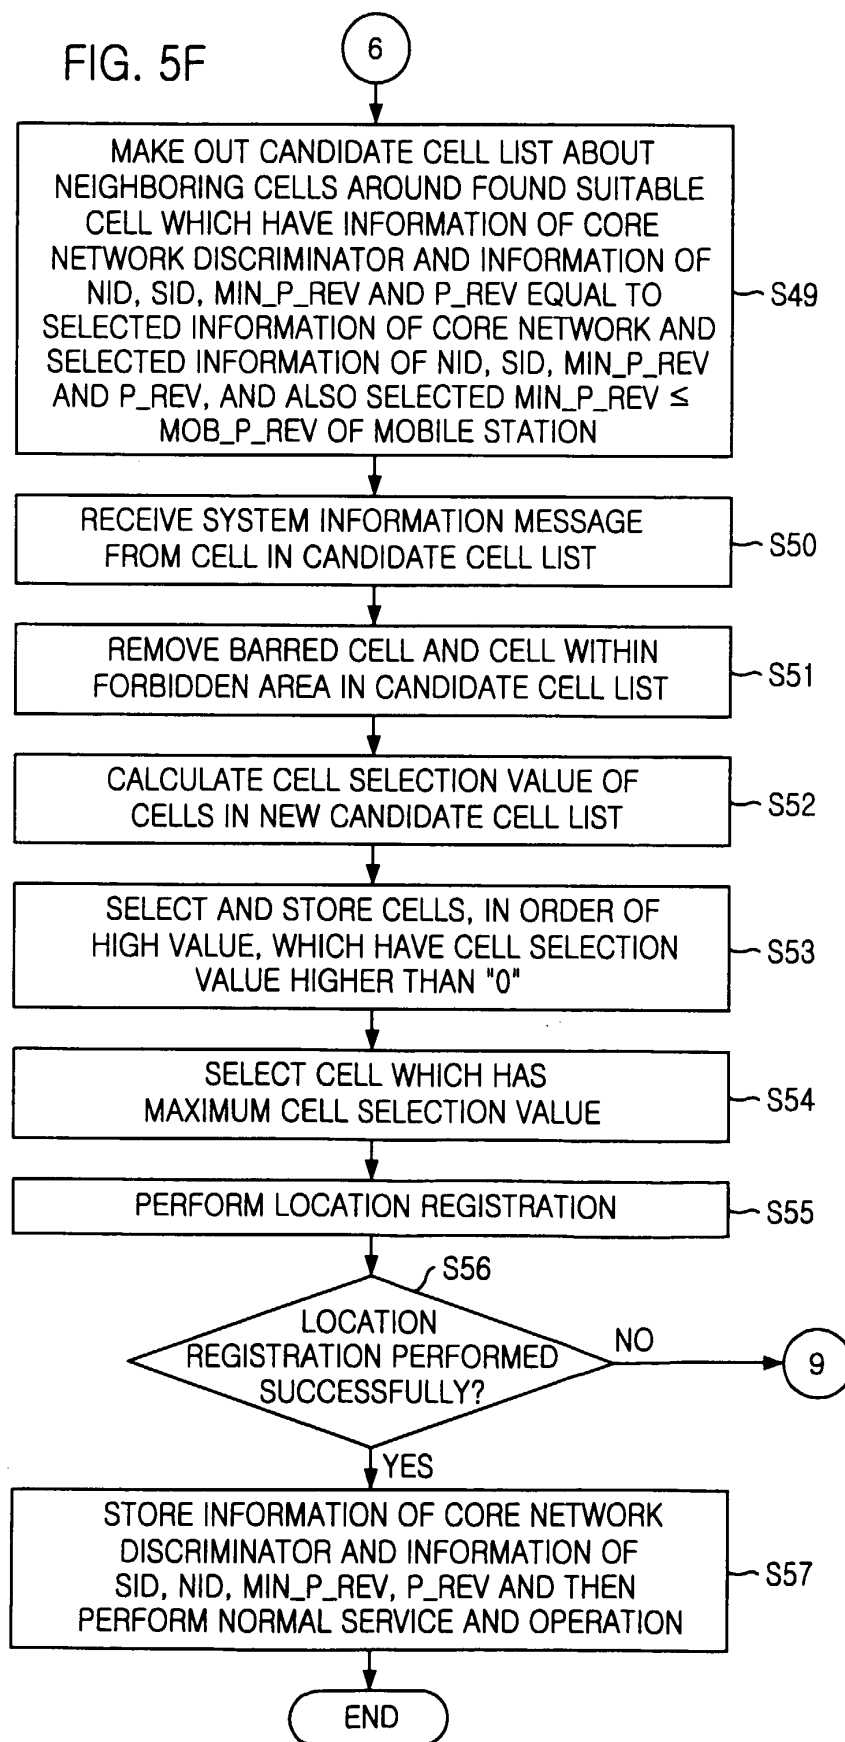 FIG. 5F
6
MAKE OUT CANDIDATE CELL LIST ABOUT
NEIGHBORING CELLS AROUND FOUND SUITABLE
CELL WHICH HAVE INFORMATION OF CORE
NETWORK DISCRIMINATOR AND INFORMATION OF
NID, SID, MIN_P_REV AND P_REV EQUAL TO
SELECTED INFORMATION OF CORE NETWORK AND
SELECTED INFORMATION OF NID, SID, MIN_P_REV
AND P_REV, AND ALSO SELECTED MIN_P_REV ≤
MOB_P_REV OF MOBILE STATION
S49
RECEIVE SYSTEM INFORMATION MESSAGE
FROM CELL IN CANDIDATE CELL LIST
S50
REMOVE BARRED CELL AND CELL WITHIN
FORBIDDEN AREA IN CANDIDATE CELL LIST
S51
CALCULATE CELL SELECTION VALUE OF
CELLS IN NEW CANDIDATE CELL LIST
S52
SELECT AND STORE CELLS, IN ORDER OF
HIGH VALUE, WHICH HAVE CELL SELECTION
VALUE HIGHER THAN "0"
S53
SELECT CELL WHICH HAS
MAXIMUM CELL SELECTION VALUE
S54
PERFORM LOCATION REGISTRATION
S55
S56
LOCATION
REGISTRATION PERFORMED
SUCCESSFULLY?
NO
9
YES
STORE INFORMATION OF CORE NETWORK
DISCRIMINATOR AND INFORMATION OF
SID, NID, MIN_P_REV, P_REV AND THEN
PERFORM NORMAL SERVICE AND OPERATION
S57
END